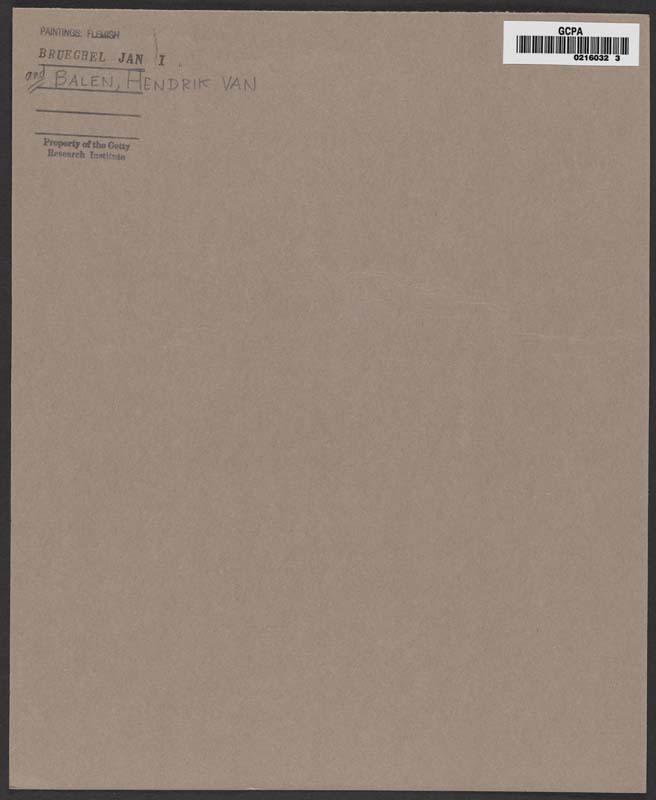 PAINTINGS: FLEMISH
BRUEGHEL JAN I
and BALEN, HENDRIK VAN
Property of the Getty
Research Institute
GCPA
0216032 3